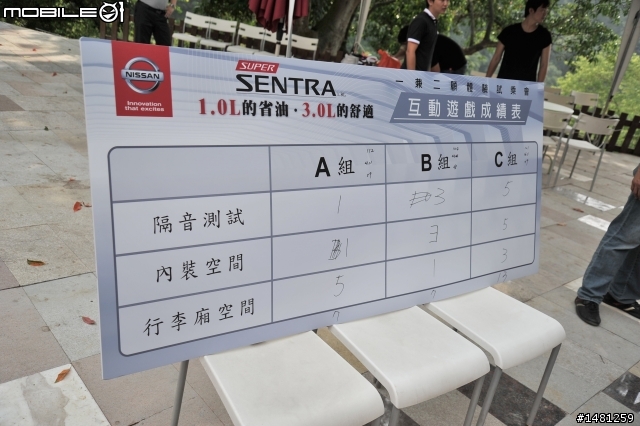 MOBILE01
NISSAN
Innovation
that excites
SUPER
SENTRA
一兼二顧 體驗試乘會
1.0L的省油·3.0L的舒適
互動遊戲成績表
A組 B組 C組
隔音測試 1 3 5
內裝空間 1 3 5
行李廂空間 5 1 3
#1481259